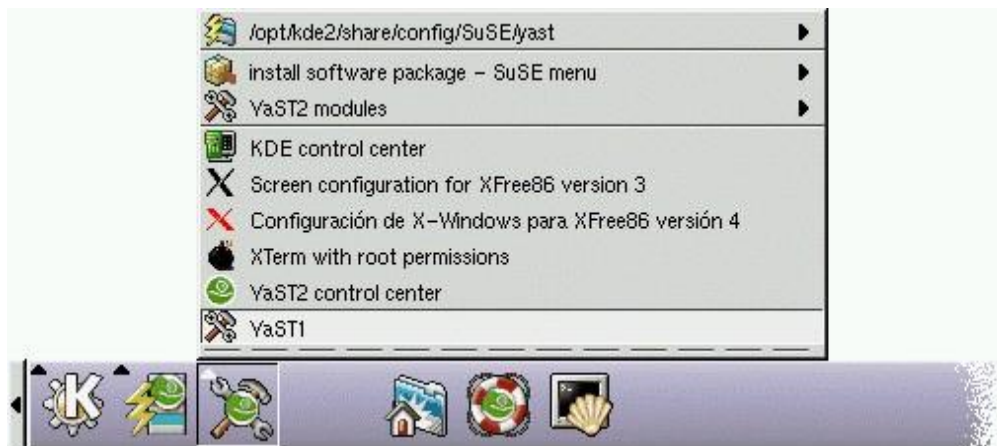 /opt/kde2/share/config/SuSE/yast
install software package – SuSE menu
YaST2 modules
KDE control center
Screen configuration for XFree86 version 3
Configuración de X–Windows para XFree86 versión 4
XTerm with root permissions
YaST2 control center
YaST1
K